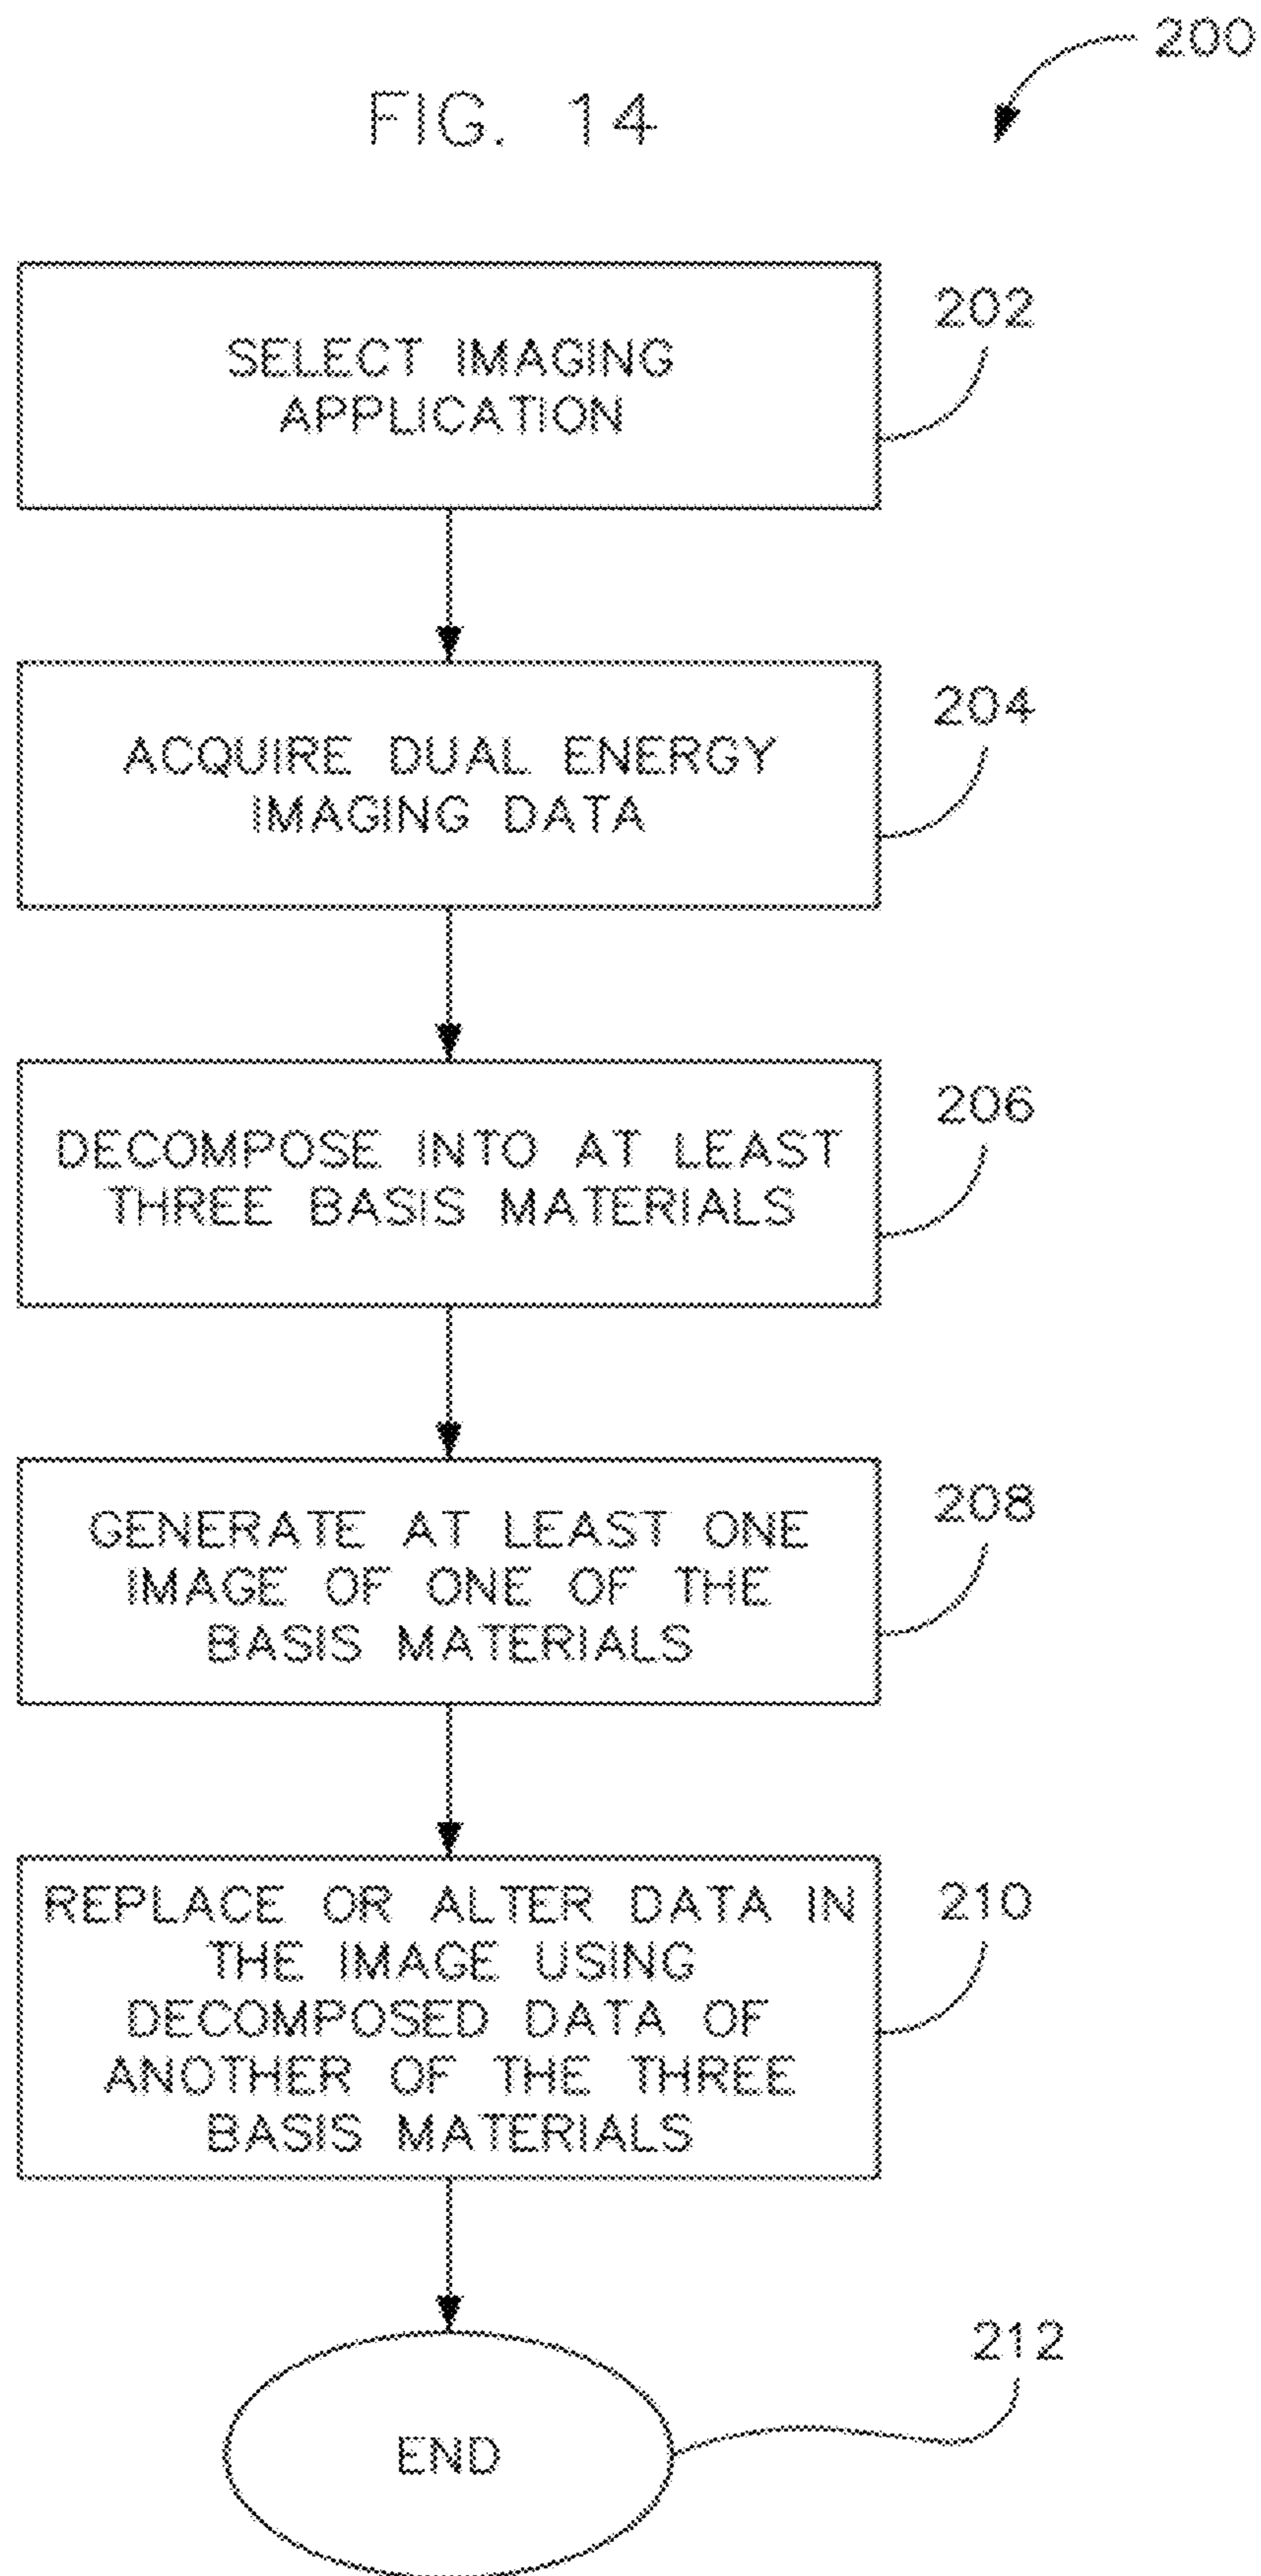 200
FIG. 14
202
SELECT IMAGING
APPLICATION
204
ACQUIRE DUAL ENERGY
IMAGING DATA
206
DECOMPOSE INTO AT LEAST
THREE BASIS MATERIALS
208
GENERATE AT LEAST ONE
IMAGE OF ONE OF THE
BASIS MATERIALS
210
REPLACE OR ALTER DATA IN
THE IMAGE USING
DECOMPOSED DATA OF
ANOTHER OF THE THREE
BASIS MATERIALS
212
END